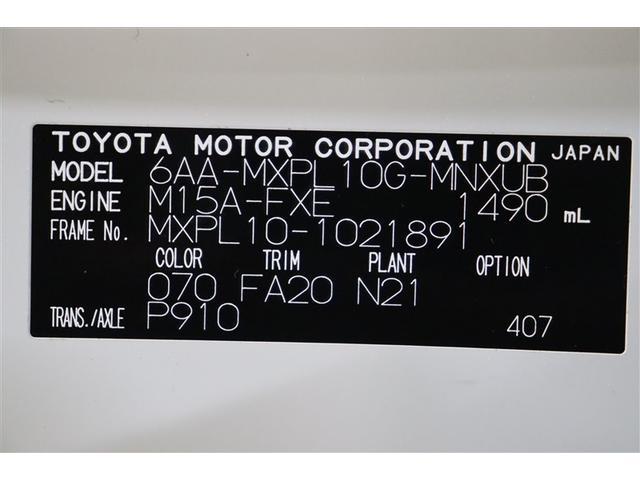 TOYOTA MOTOR CORPORATION JAPAN
MODEL 6AA-MXPL10G-MNXUB
ENGINE M15A-FXE 1490 mL
FRAME No. MXPL10-1021891
COLOR TRIM PLANT OPTION
070 FA20 N21
TRANS./AXLE P910 407